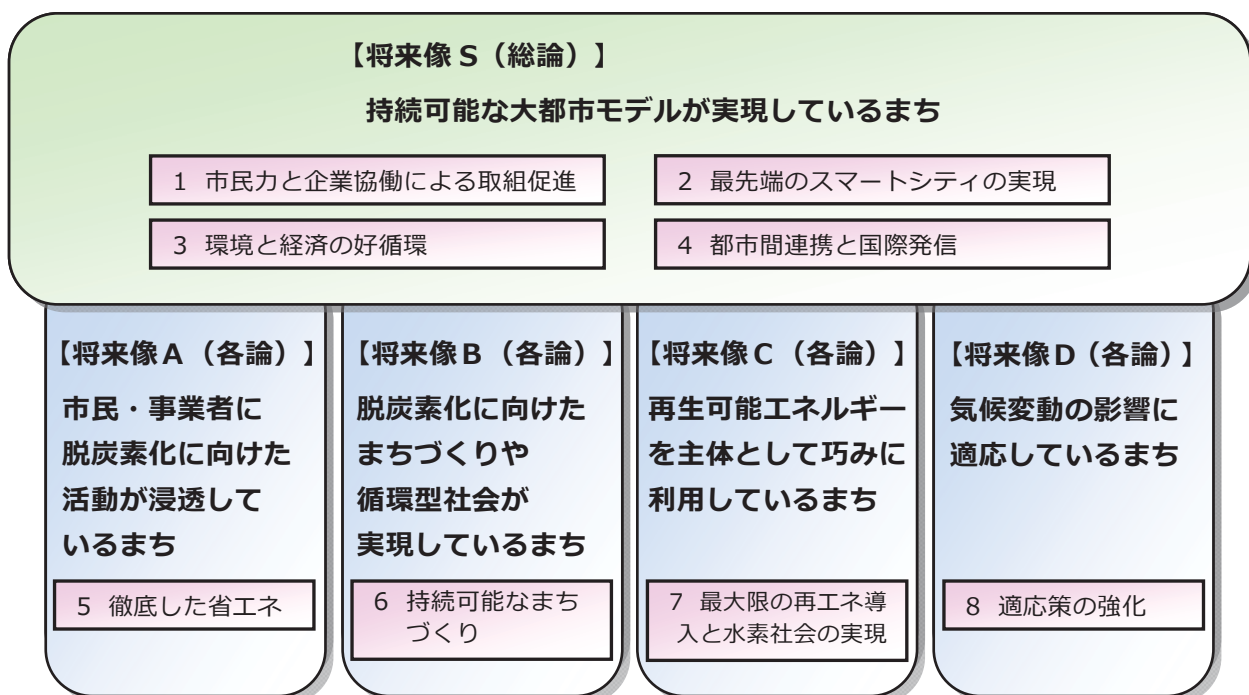 【将来像S（総論）】
持続可能な大都市モデルが実現しているまち
1 市民力と企業協働による取組促進
2 最先端のスマートシティの実現
3 環境と経済の好循環
4 都市間連携と国際発信
【将来像A（各論）】
市民・事業者に
脱炭素化に向けた
活動が浸透して
いるまち
5 徹底した省エネ
【将来像B（各論）】
脱炭素化に向けた
まちづくりや
循環型社会が
実現しているまち
6 持続可能なまち
づくり
【将来像C（各論）】
再生可能エネルギー
を主体として巧みに
利用しているまち
7 最大限の再エネ導
入と水素社会の実現
【将来像D（各論）】
気候変動の影響に
適応しているまち
8 適応策の強化